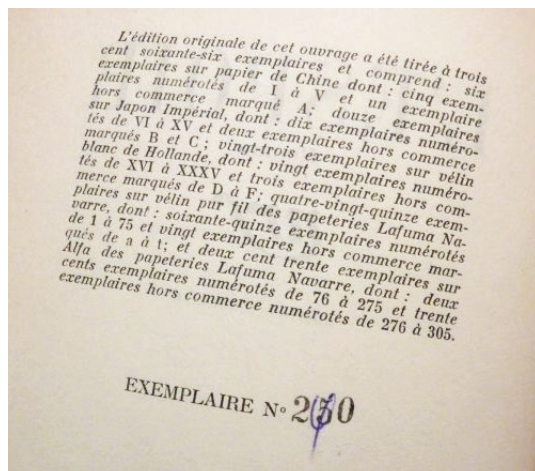 L'édition originale de cet ouvrage a été tirée à trois
cent soixante-six exemplaires et comprend : six
exemplaires sur papier de Chine dont : cinq exem-
plaires numérotés de I à V et un exemplaire
hors commerce marqué A; douze exemplaires
sur Japon Impérial, dont : dix exemplaires numéro-
tés de VI à XV et deux exemplaires hors commerce
marqués B et C ; vingt-trois exemplaires sur vélin
blanc de Hollande, dont : vingt exemplaires numéro-
tés de XVI à XXXV et trois exemplaires hors com-
merce marqués de D à F; quatre-vingt-quinze exem-
plaires sur vélin pur fil des papeteries Lafuma Na-
varre, dont : soixante-quinze exemplaires numérotés
de 1 à 75 et vingt exemplaires hors commerce mar-
qués de a à t; et deux cent trente exemplaires sur
Alfa des papeteries Lafuma Navarre, dont : deux
cents exemplaires numérotés de 76 à 275 et trente
exemplaires hors commerce numérotés de 276 à 305.
EXEMPLAIRE N°